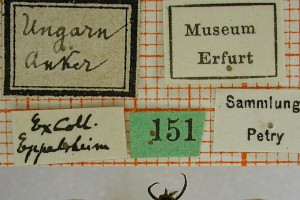 Ungarn
Anker
Museum
Erfurt
Ex Coll.
Eppelsheim
151
Sammlung
Petry